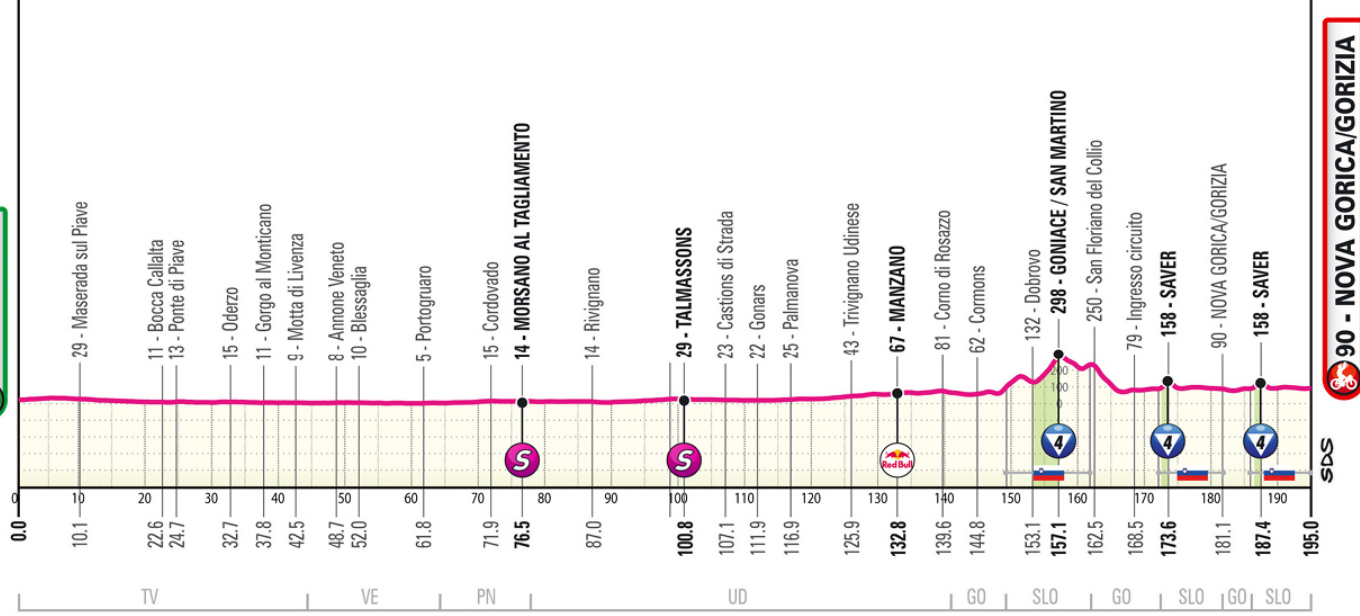 29 - Maserada sul Piave
11 - Bocca Callalta
13 - Ponte di Piave
15 - Oderzo
11 - Gorgo al Monticano
9 - Motta di Livenza
8 - Annone Veneto
10 - Blessaglia
5 - Portogruaro
15 - Cordovado
14 - MORSANO AL TAGLIAMENTO
14 - Rivignano
29 - TALMASSONS
23 - Castions di Strada
22 - Gonars
25 - Palmanova
43 - Trivignano Udinese
67 - MANZANO
81 - Corno di Rosazzo
62 - Cormons
132 - Dobrovo
298 - GONIACE / SAN MARTINO
250 - San Floriano del Collio
79 - Ingresso circuito
158 - SAVER
90 - NOVA GORICA/GORIZIA
158 - SAVER
90 - NOVA GORICA/GORIZIA
200
100
0
S
S
Red Bull
4
4
4
SDS
0 10 20 30 40 50 60 70 80 90 100 110 120 130 140 150 160 170 180 190
0.0 10.1 22.6 24.7 32.7 37.8 42.5 48.7 52.0 61.8 71.9 76.5 87.0 100.8 107.1 111.9 116.9 125.9 132.8 139.6 144.8 153.1 157.1 162.5 168.5 173.6 181.1 187.4 195.0
TV VE PN UD GO SLO GO SLO GO SLO